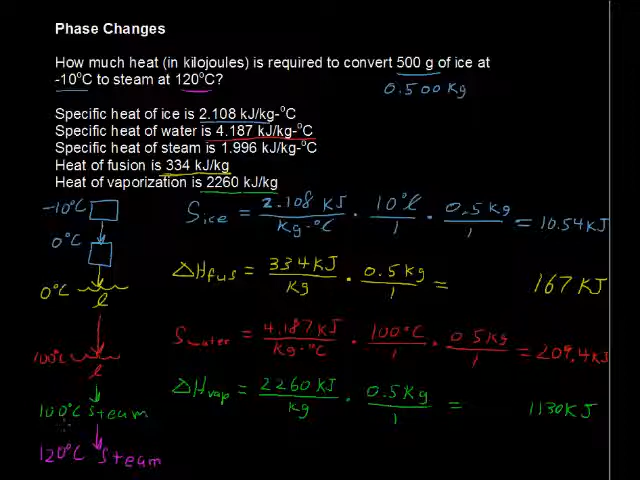 Phase Changes
How much heat (in kilojoules) is required to convert 500 g of ice at
-10°C to steam at 120°C?
0.500 Kg
Specific heat of ice is 2.108 kJ/kg-°C
Specific heat of water is 4.187 kJ/kg-°C
Specific heat of steam is 1.996 kJ/kg-°C
Heat of fusion is 334 kJ/kg
Heat of vaporization is 2260 kJ/kg
-10°C
S ice = 2.108 KJ / Kg-°C · 10°C / 1 · 0.5 Kg / 1 = 10.54 KJ
0°C
0°C l
ΔHfus = 334 KJ / Kg · 0.5 Kg / 1 = 167 KJ
100°C l
S water = 4.187 KJ / Kg-°C · 100°C / 1 · 0.5 Kg / 1 = 209.4 KJ
100°C steam
ΔHvap = 2260 KJ / Kg · 0.5 Kg / 1 = 1130 KJ
120°C steam